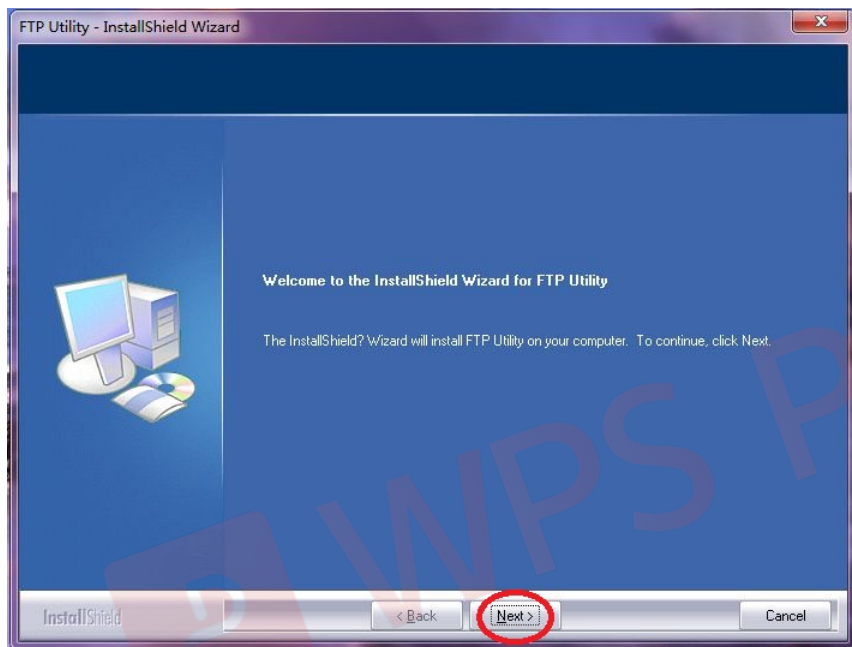 FTP Utility - InstallShield Wizard
Welcome to the InstallShield Wizard for FTP Utility
The InstallShield? Wizard will install FTP Utility on your computer. To continue, click Next.
WPS P
InstallShield
< Back
Next >
Cancel